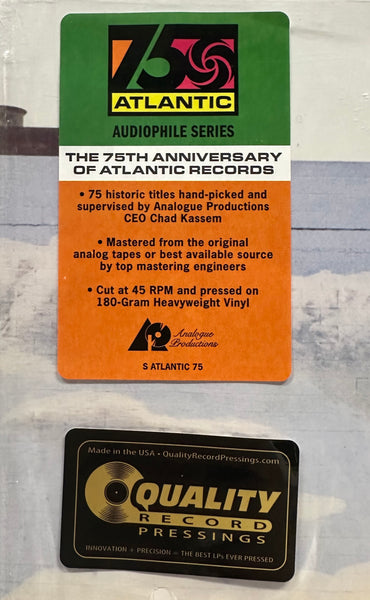 75
ATLANTIC
AUDIOPHILE SERIES
THE 75TH ANNIVERSARY
OF ATLANTIC RECORDS
• 75 historic titles hand-picked and
supervised by Analogue Productions
CEO Chad Kassem
• Mastered from the original
analog tapes or best available source
by top mastering engineers
• Cut at 45 RPM and pressed on
180-Gram Heavyweight Vinyl
Analogue
Productions
S ATLANTIC 75
Made in the USA • QualityRecordPressings.com
QUALITY
RECORD
PRESSINGS
INNOVATION + PRECISION = THE BEST LPs EVER PRESSED